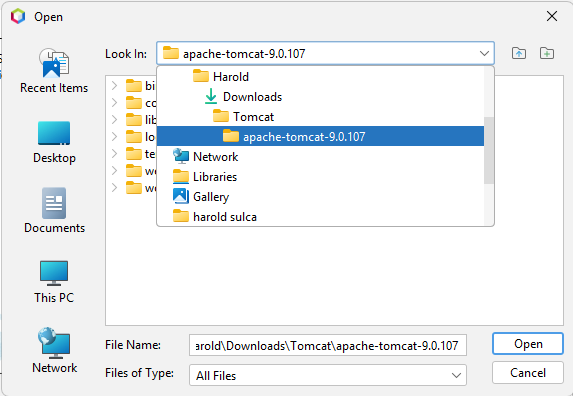 Open
Look In:
apache-tomcat-9.0.107
Recent Items
Desktop
Documents
This PC
Network
bi
co
lib
lo
te
we
wo
Harold
Downloads
Tomcat
apache-tomcat-9.0.107
Network
Libraries
Gallery
harold sulca
File Name:
arold\Downloads\Tomcat\apache-tomcat-9.0.107
Open
Files of Type:
All Files
Cancel